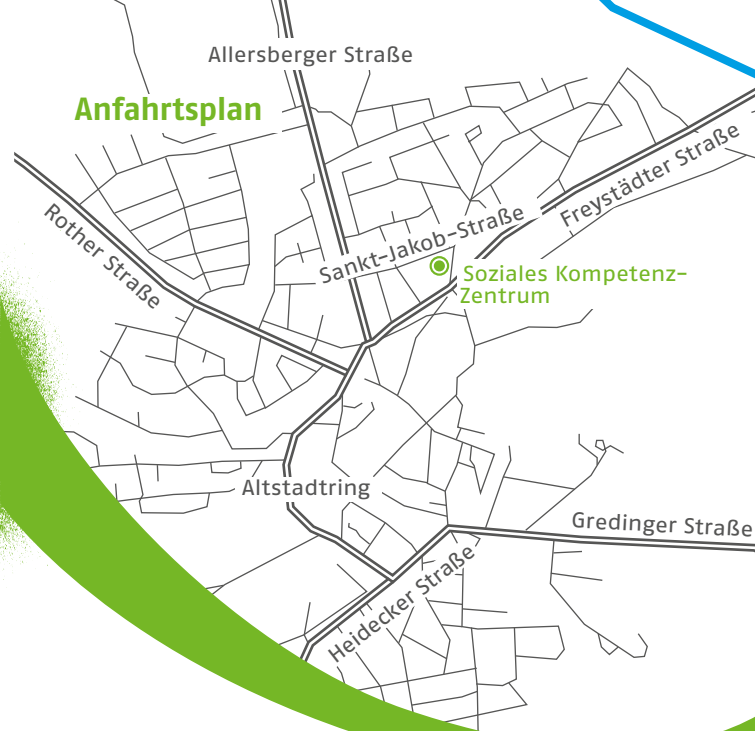 Allersberger Straße
Anfahrtsplan
Rother Straße
Freystädter Straße
Sankt-Jakob-Straße
Soziales Kompetenz-
Zentrum
Altstadtring
Gredinger Straße
Heidecker Straße